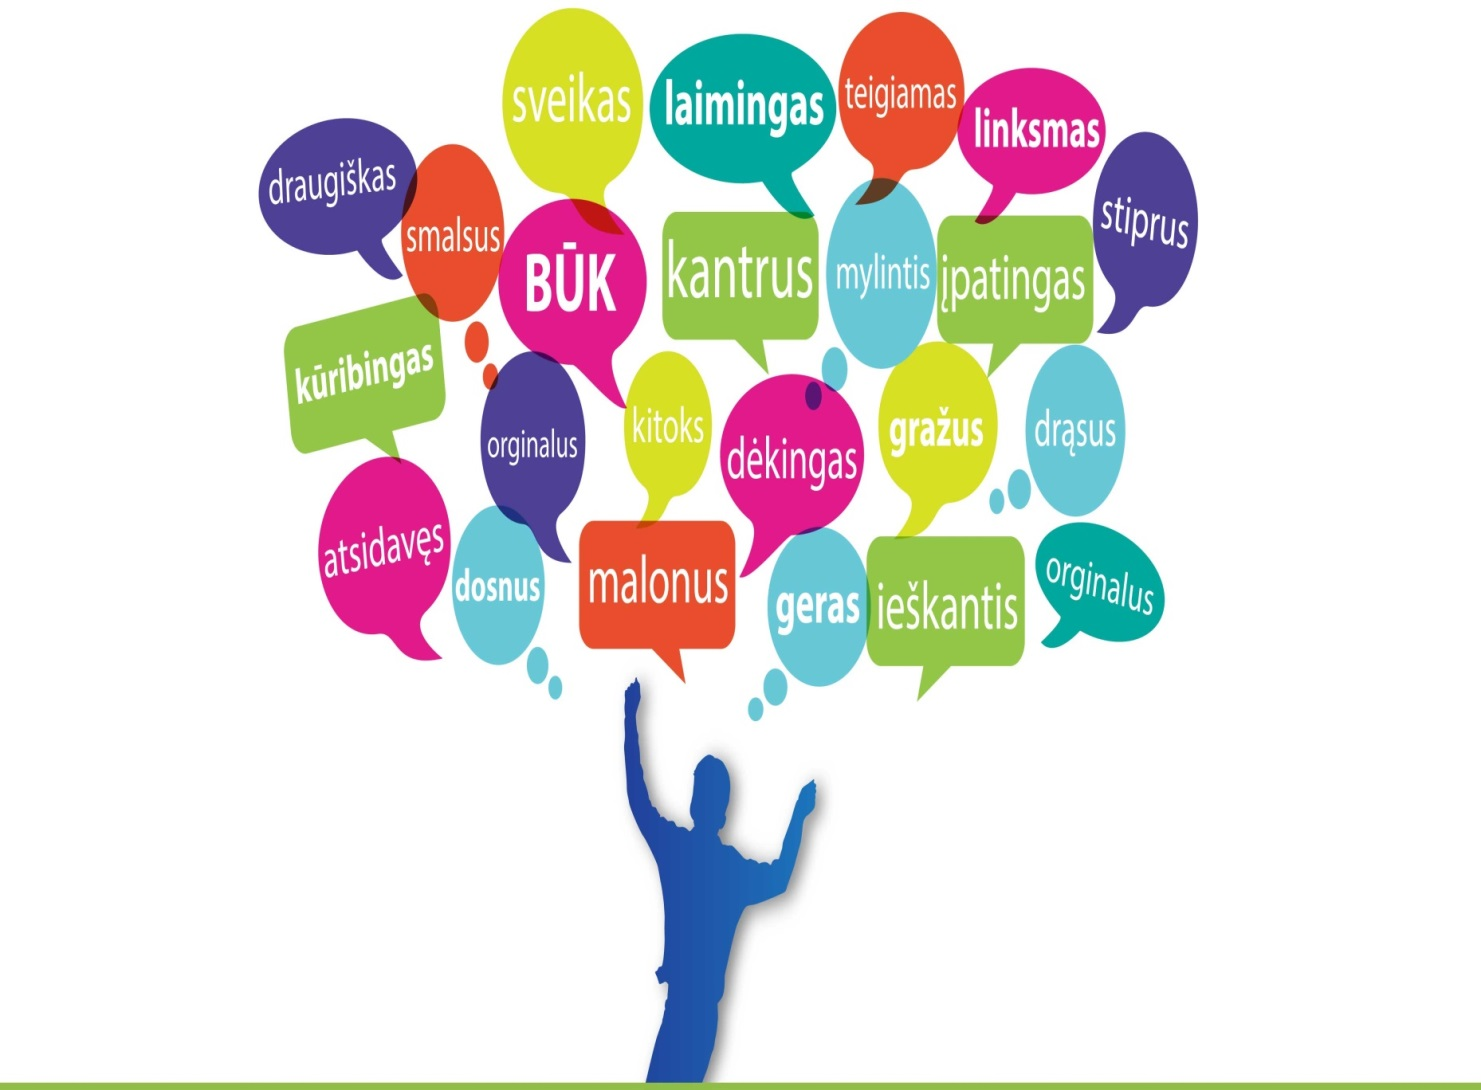 sveikas
laimingas
teigiamas
linksmas
draugiškas
smalsus
stiprus
BŪK
kantrus
mylintis
įpatingas
kūribingas
orginalus
kitoks
dėkingas
gražus
drąsus
atsidavęs
dosnus
malonus
geras
ieškantis
orginalus